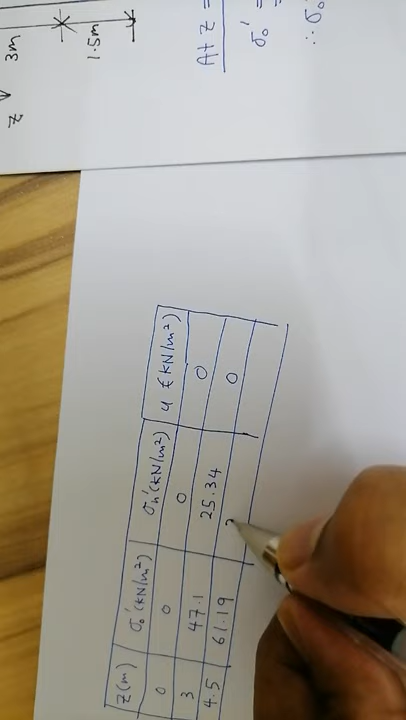 Z
3m
1.5m
At z =
σ₀' =
∴ σ₀
Z(m) σ₀'(kN/m²) σₕ'(kN/m²) u (kN/m²)
0 0 0 0
3 47.1 25.34 0
4.5 61.19